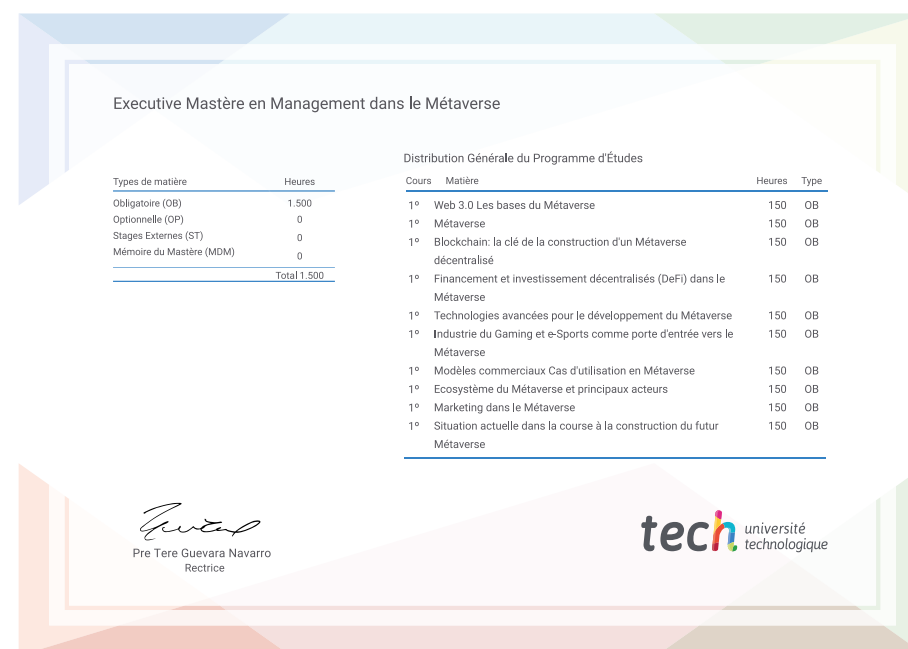 Executive Mastère en Management dans le Métaverse
Types de matière Heures
Obligatoire (OB) 1.500
Optionnelle (OP) 0
Stages Externes (ST) 0
Mémoire du Mastère (MDM) 0
Total 1.500
Distribution Générale du Programme d'Études
Cours Matière Heures Type
1º Web 3.0 Les bases du Métaverse 150 OB
1º Métaverse 150 OB
1º Blockchain: la clé de la construction d'un Métaverse 150 OB
décentralisé
1º Financement et investissement décentralisés (DeFi) dans le 150 OB
Métaverse
1º Technologies avancées pour le développement du Métaverse 150 OB
1º Industrie du Gaming et e-Sports comme porte d'entrée vers le 150 OB
Métaverse
1º Modèles commerciaux Cas d'utilisation en Métaverse 150 OB
1º Ecosystème du Métaverse et principaux acteurs 150 OB
1º Marketing dans le Métaverse 150 OB
1º Situation actuelle dans la course à la construction du futur 150 OB
Métaverse
Pre Tere Guevara Navarro
Rectrice
tech université
technologique